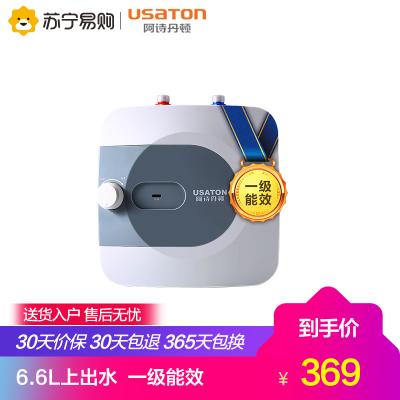 苏宁易购 USATON
阿诗丹顿
USATON
阿诗丹顿
一级
能效
送货入户 售后无忧
30天价保 30天包退 365天包换
到手价
6.6L上出水 一级能效
¥ 369